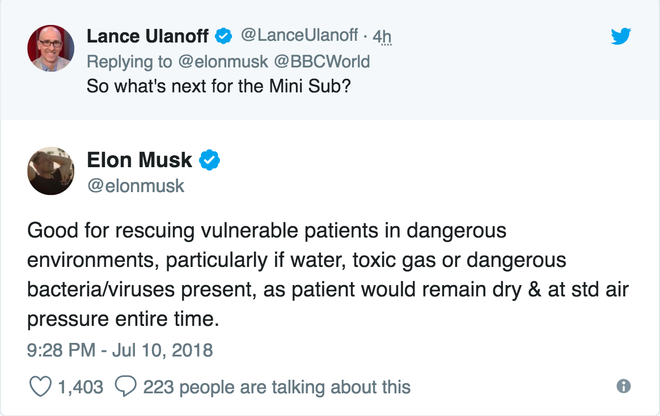 Lance Ulanoff @LanceUlanoff · 4h
Replying to @elonmusk @BBCWorld
So what's next for the Mini Sub?
Elon Musk
@elonmusk
Good for rescuing vulnerable patients in dangerous
environments, particularly if water, toxic gas or dangerous
bacteria/viruses present, as patient would remain dry & at std air
pressure entire time.
9:28 PM - Jul 10, 2018
1,403 223 people are talking about this